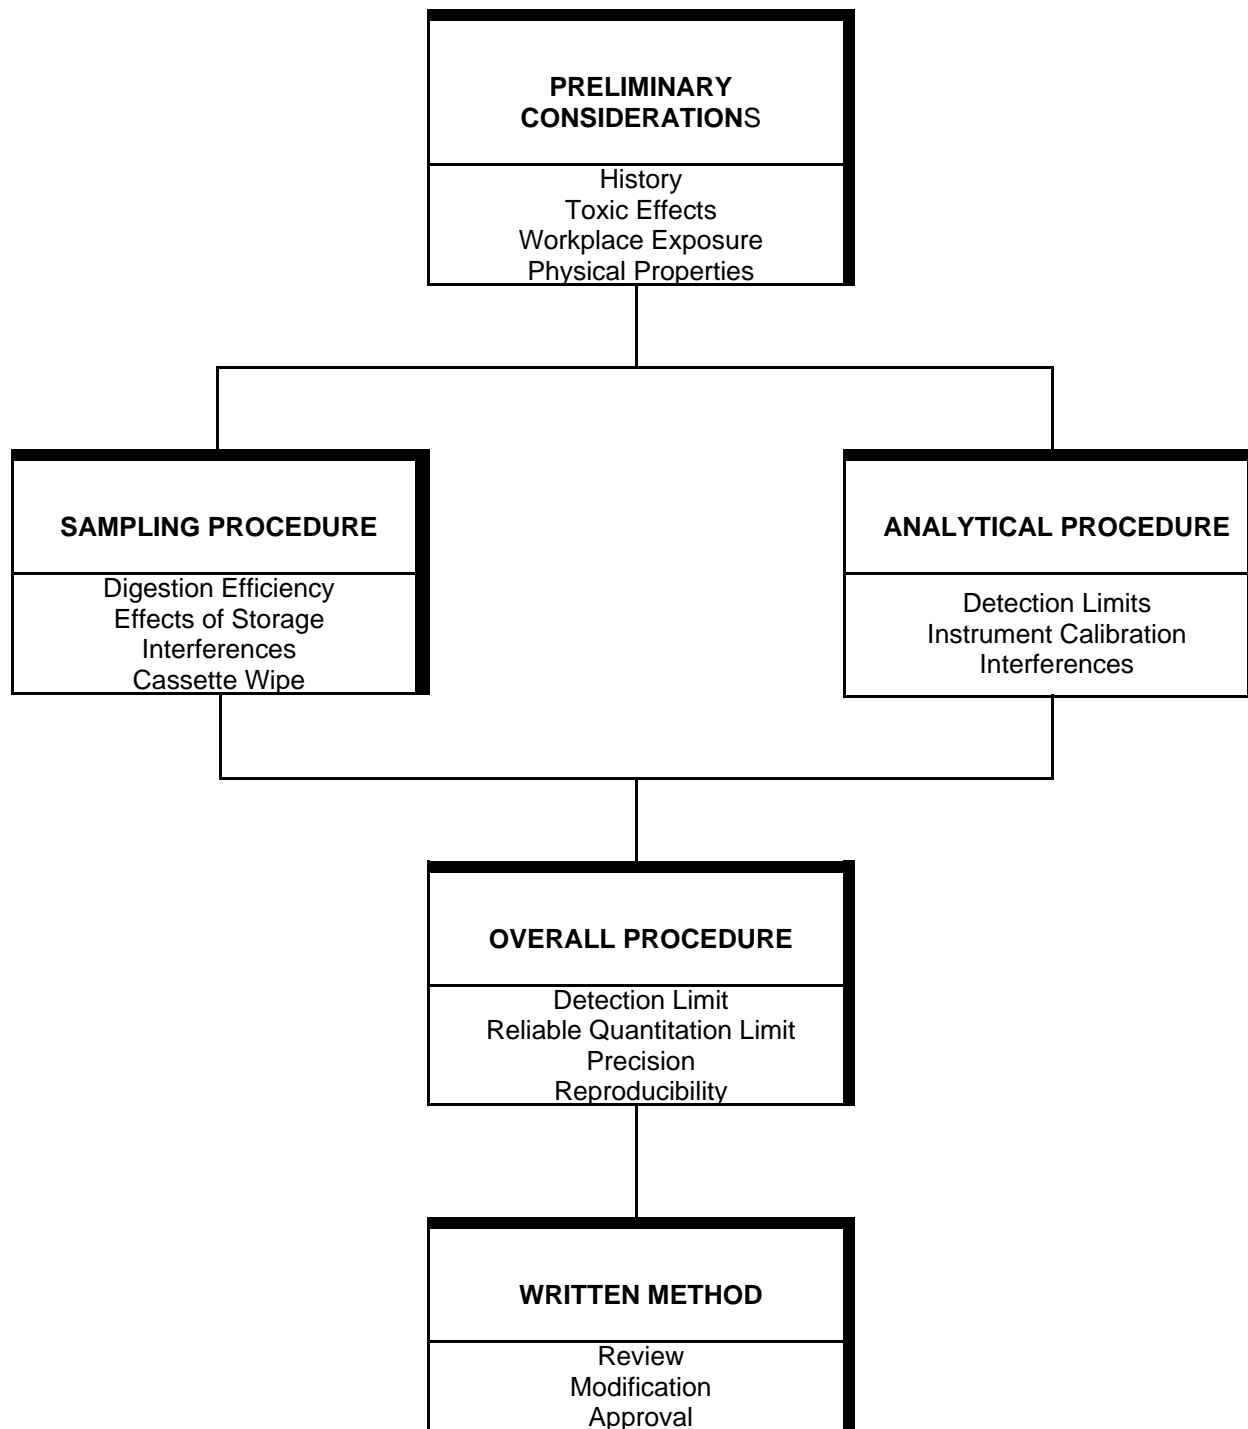 PRELIMINARY
CONSIDERATIONS
History
Toxic Effects
Workplace Exposure
Physical Properties
SAMPLING PROCEDURE
Digestion Efficiency
Effects of Storage
Interferences
Cassette Wipe
ANALYTICAL PROCEDURE
Detection Limits
Instrument Calibration
Interferences
OVERALL PROCEDURE
Detection Limit
Reliable Quantitation Limit
Precision
Reproducibility
WRITTEN METHOD
Review
Modification
Approval